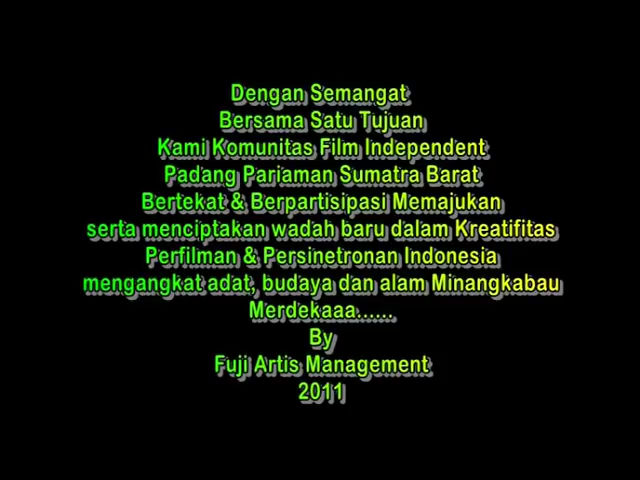 Dengan Semangat
Bersama Satu Tujuan
Kami Komunitas Film Independent
Padang Pariaman Sumatra Barat
Bertekat & Berpartisipasi Memajukan
serta menciptakan wadah baru dalam Kreatifitas
Perfilman & Persinetronan Indonesia
mengangkat adat, budaya dan alam Minangkabau
Merdekaaa......
By
Fuji Artis Management
2011